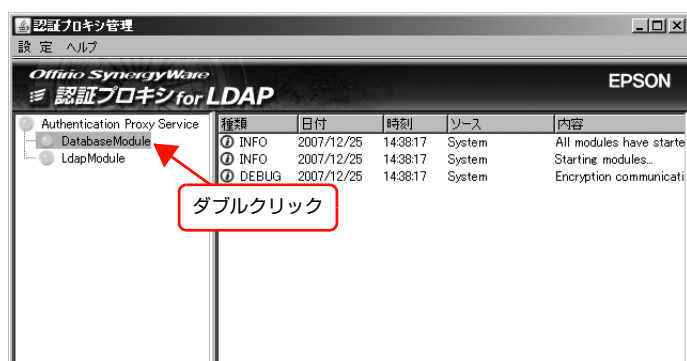 認証プロキシ管理
設 定 ヘルプ
Offirio SynergyWare
認証プロキシ for LDAP
EPSON
Authentication Proxy Service
DatabaseModule
LdapModule
種類 日付 時刻 ソース 内容
INFO 2007/12/25 14:38:17 System All modules have starte
INFO 2007/12/25 14:38:17 System Starting modules...
DEBUG 2007/12/25 14:38:17 System Encryption communicati
ダブルクリック